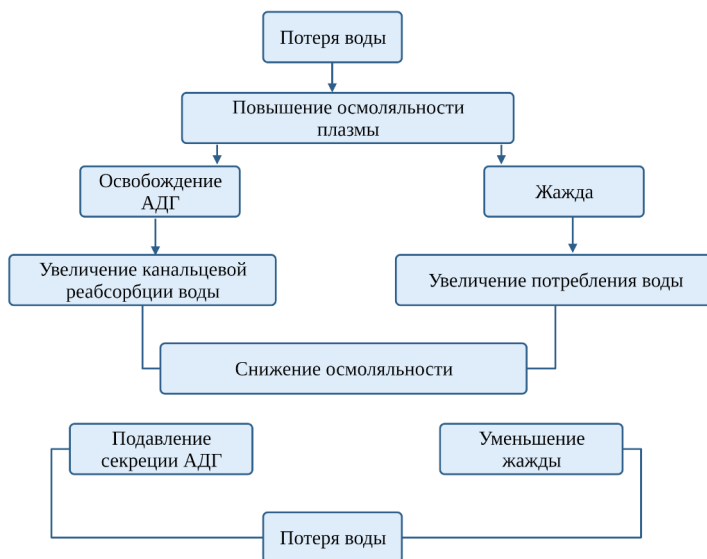 Потеря воды
Повышение осмоляльности
плазмы
Освобождение
АДГ
Жажда
Увеличение канальцевой
реабсорбции воды
Увеличение потребления воды
Снижение осмоляльности
Подавление
секреции АДГ
Уменьшение
жажды
Потеря воды